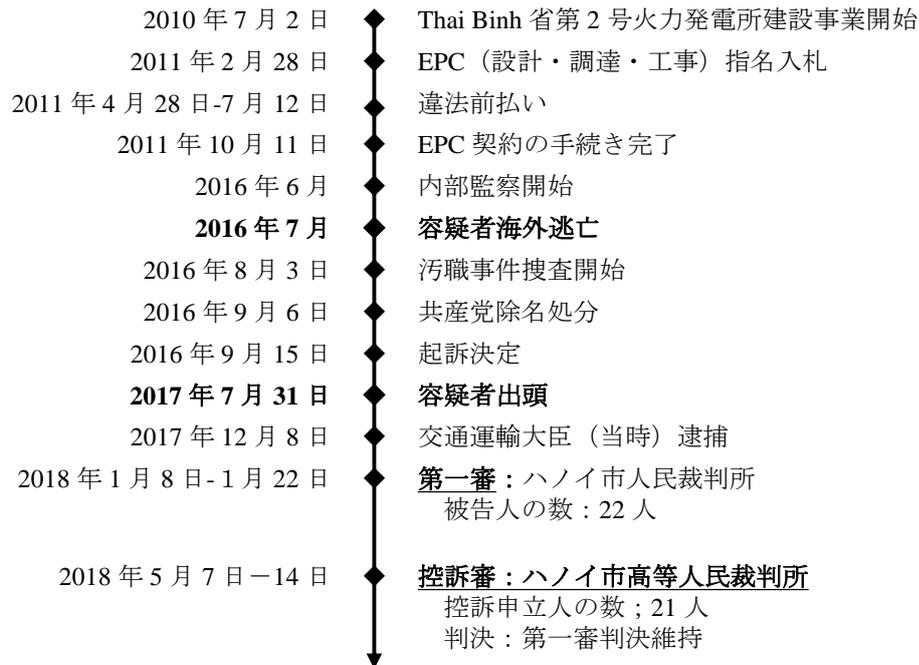 2010 年 7 月 2 日 Thai Binh 省第 2 号火力発電所建設事業開始
2011 年 2 月 28 日 EPC（設計・調達・工事）指名入札
2011 年 4 月 28 日-7 月 12 日 違法前払い
2011 年 10 月 11 日 EPC 契約の手続き完了
2016 年 6 月 内部監察開始
2016 年 7 月 容疑者海外逃亡
2016 年 8 月 3 日 汚職事件捜査開始
2016 年 9 月 6 日 共産党除名処分
2016 年 9 月 15 日 起訴決定
2017 年 7 月 31 日 容疑者出頭
2017 年 12 月 8 日 交通運輸大臣（当時）逮捕
2018 年 1 月 8 日-１月 22 日 第一審：ハノイ市人民裁判所
被告人の数：22 人
2018 年 5 月 7 日－14 日 控訴審：ハノイ市高等人民裁判所
控訴申立人の数；21 人
判決：第一審判決維持